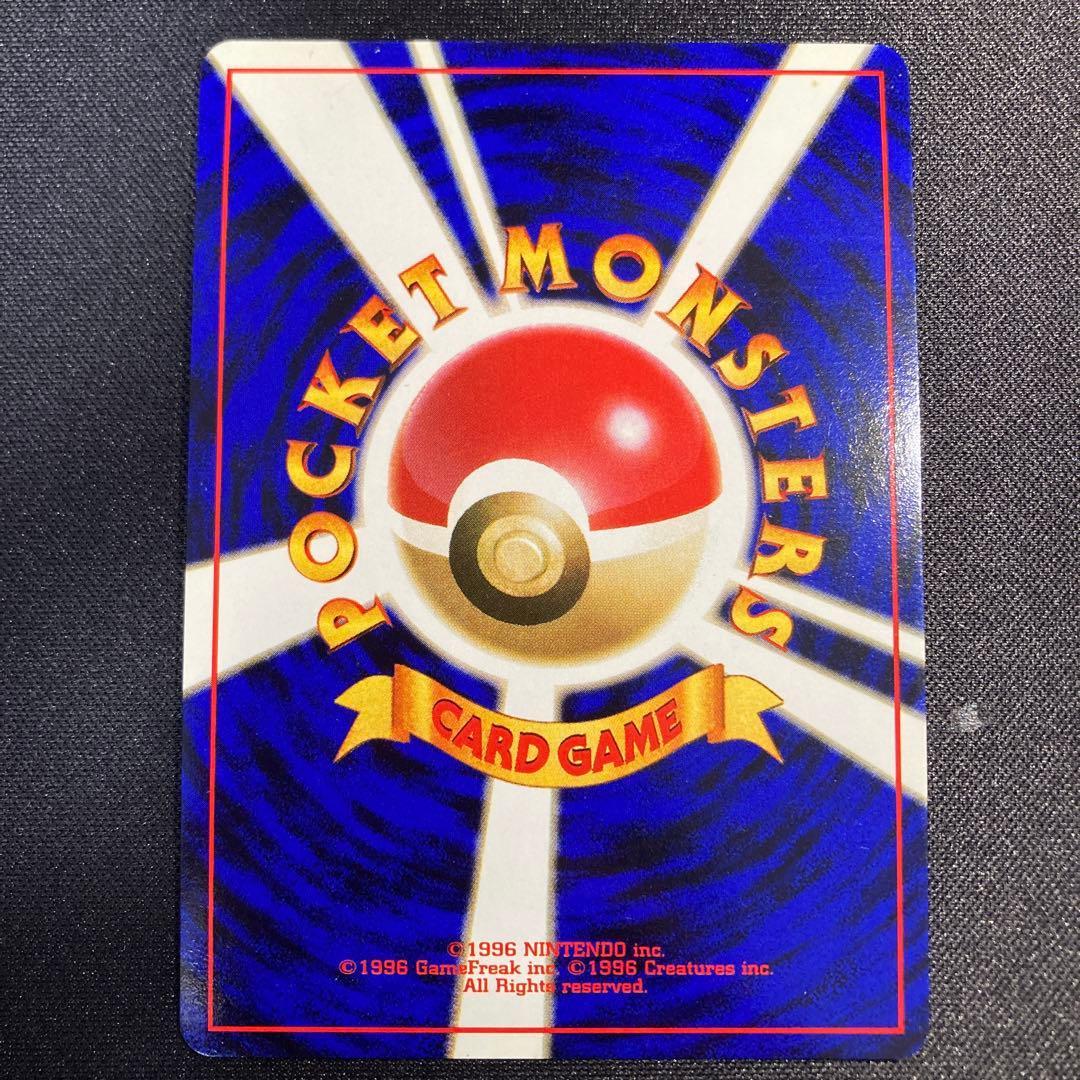 POCKET MONSTERS
CARD GAME
©1996 NINTENDO inc.
©1996 GameFreak inc. ©1996 Creatures inc.
All Rights reserved.